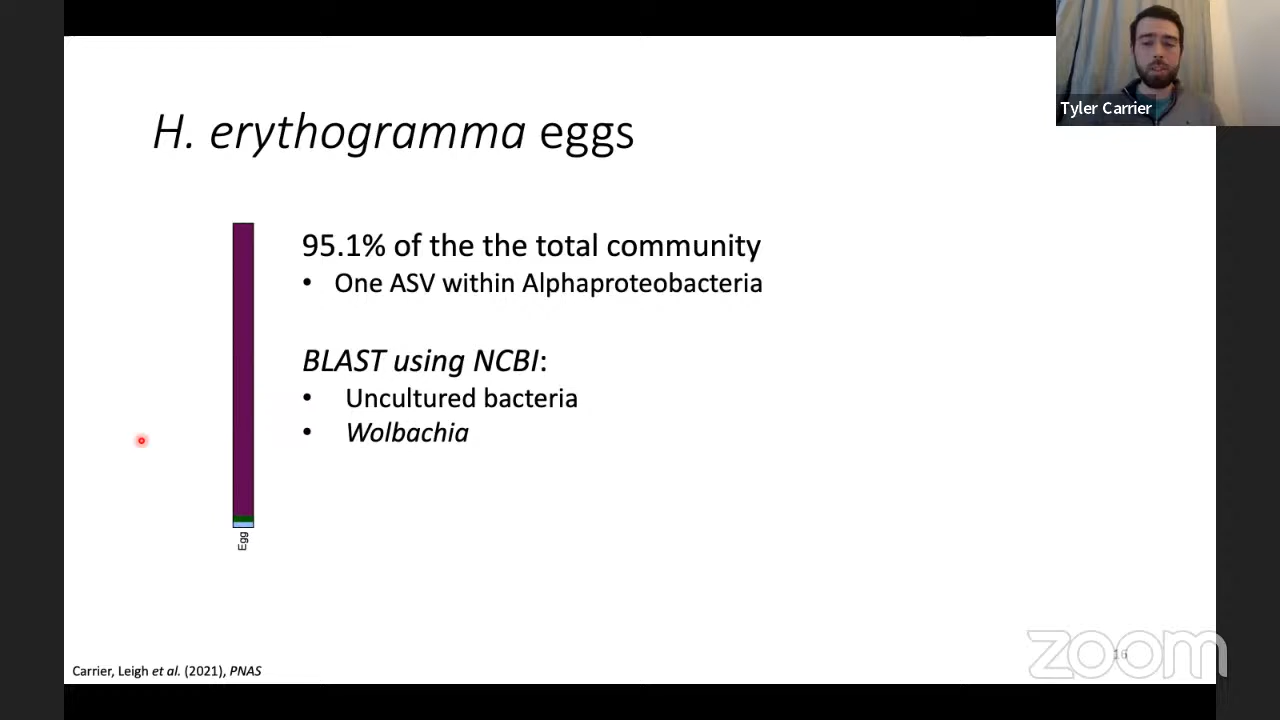 Tyler Carrier
H. erythogramma eggs
95.1% of the the total community
• One ASV within Alphaproteobacteria
BLAST using NCBI:
• Uncultured bacteria
• Wolbachia
Egg
Carrier, Leigh et al. (2021), PNAS
16
zoom